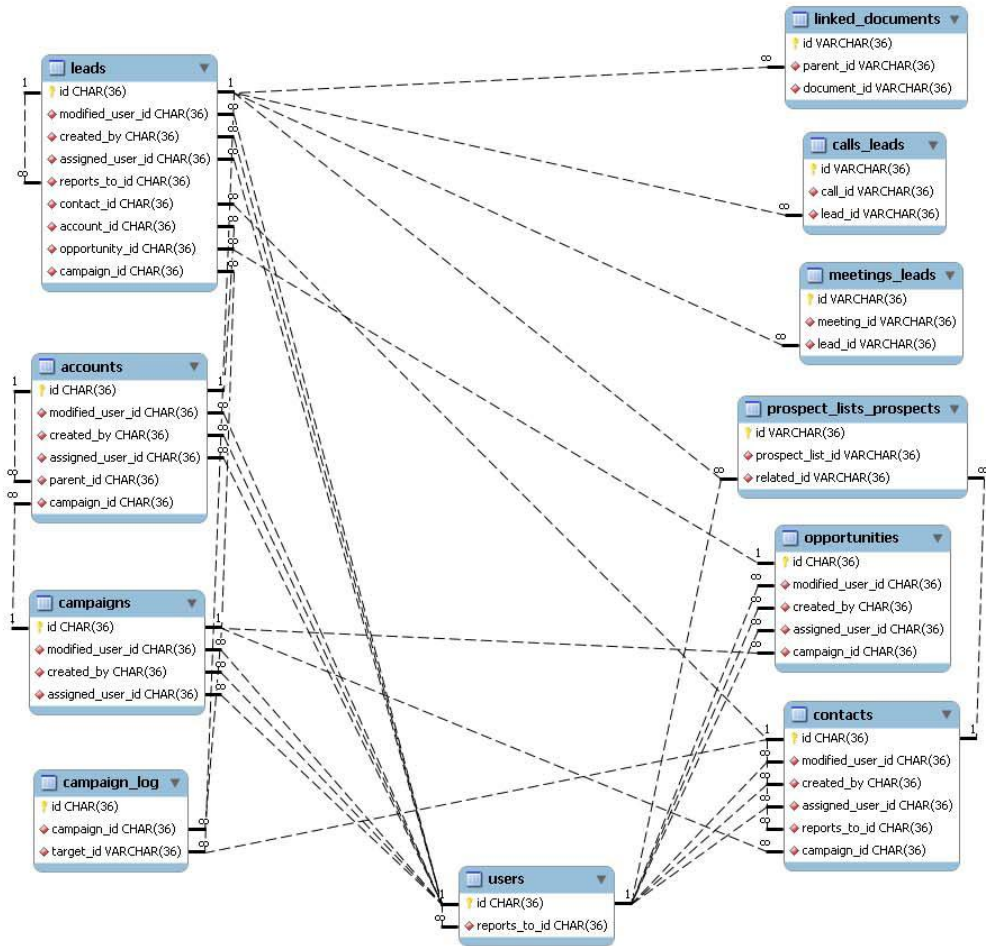 leads
id CHAR(36)
modified_user_id CHAR(36)
created_by CHAR(36)
assigned_user_id CHAR(36)
reports_to_id CHAR(36)
contact_id CHAR(36)
account_id CHAR(36)
opportunity_id CHAR(36)
campaign_id CHAR(36)
accounts
id CHAR(36)
modified_user_id CHAR(36)
created_by CHAR(36)
assigned_user_id CHAR(36)
parent_id CHAR(36)
campaign_id CHAR(36)
campaigns
id CHAR(36)
modified_user_id CHAR(36)
created_by CHAR(36)
assigned_user_id CHAR(36)
campaign_log
id CHAR(36)
campaign_id CHAR(36)
target_id VARCHAR(36)
users
id CHAR(36)
reports_to_id CHAR(36)
linked_documents
id VARCHAR(36)
parent_id VARCHAR(36)
document_id VARCHAR(36)
calls_leads
id VARCHAR(36)
call_id VARCHAR(36)
lead_id VARCHAR(36)
meetings_leads
id VARCHAR(36)
meeting_id VARCHAR(36)
lead_id VARCHAR(36)
prospect_lists_prospects
id VARCHAR(36)
prospect_list_id VARCHAR(36)
related_id VARCHAR(36)
opportunities
id CHAR(36)
modified_user_id CHAR(36)
created_by CHAR(36)
assigned_user_id CHAR(36)
campaign_id CHAR(36)
contacts
id CHAR(36)
modified_user_id CHAR(36)
created_by CHAR(36)
assigned_user_id CHAR(36)
reports_to_id CHAR(36)
campaign_id CHAR(36)